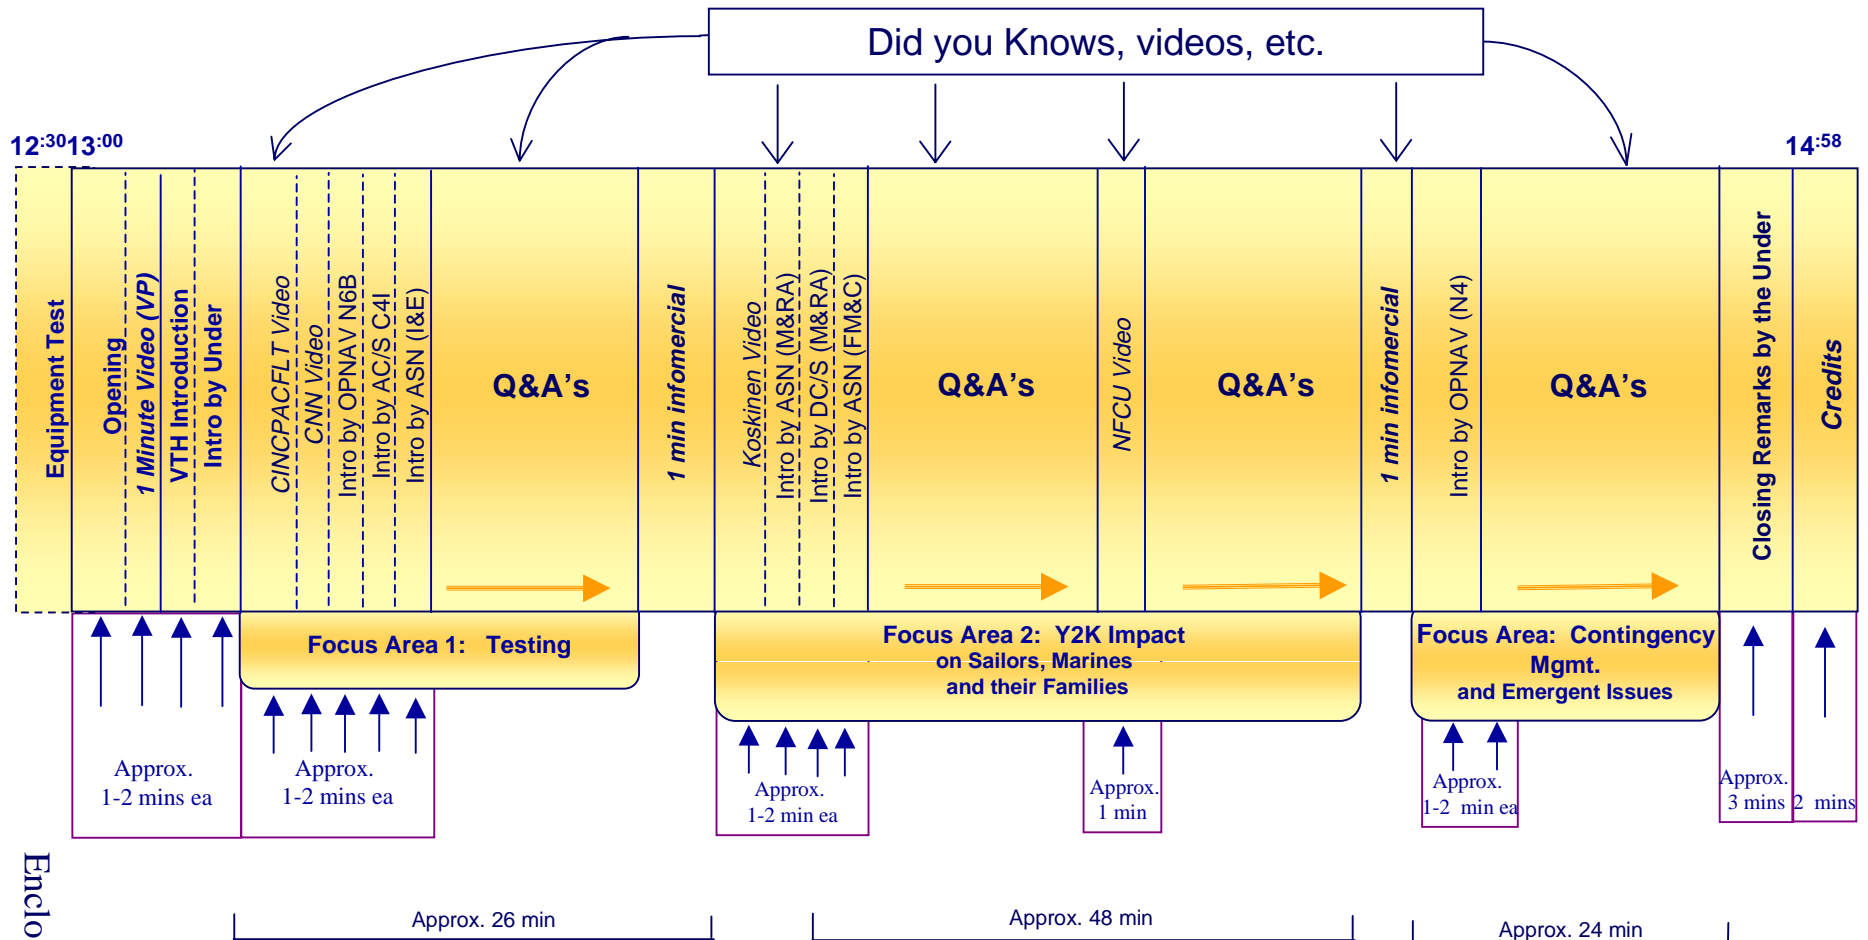 Did you Knows, videos, etc.
12:30 13:00
14:58
Equipment Test
Opening
1 Minute Video (VP)
VTH Introduction
Intro by Under
CINCPACFLT Video
CNN Video
Intro by OPNAV N6B
Intro by AC/S C4I
Intro by ASN (I&E)
Q&A's
1 min infomercial
Koskinen Video
Intro by ASN (M&RA)
Intro by DC/S (M&RA)
Intro by ASN (FM&C)
Q&A's
NFCU Video
Q&A's
1 min infomercial
Intro by OPNAV (N4)
Q&A's
Closing Remarks by the Under
Credits
Focus Area 1: Testing
Focus Area 2: Y2K Impact
on Sailors, Marines
and their Families
Focus Area: Contingency
Mgmt.
and Emergent Issues
Approx.
1-2 mins ea
Approx.
1-2 mins ea
Approx.
1-2 min ea
Approx.
1 min
Approx.
1-2 min ea
Approx.
3 mins
2 mins
Enclo
Approx. 26 min
Approx. 48 min
Approx. 24 min